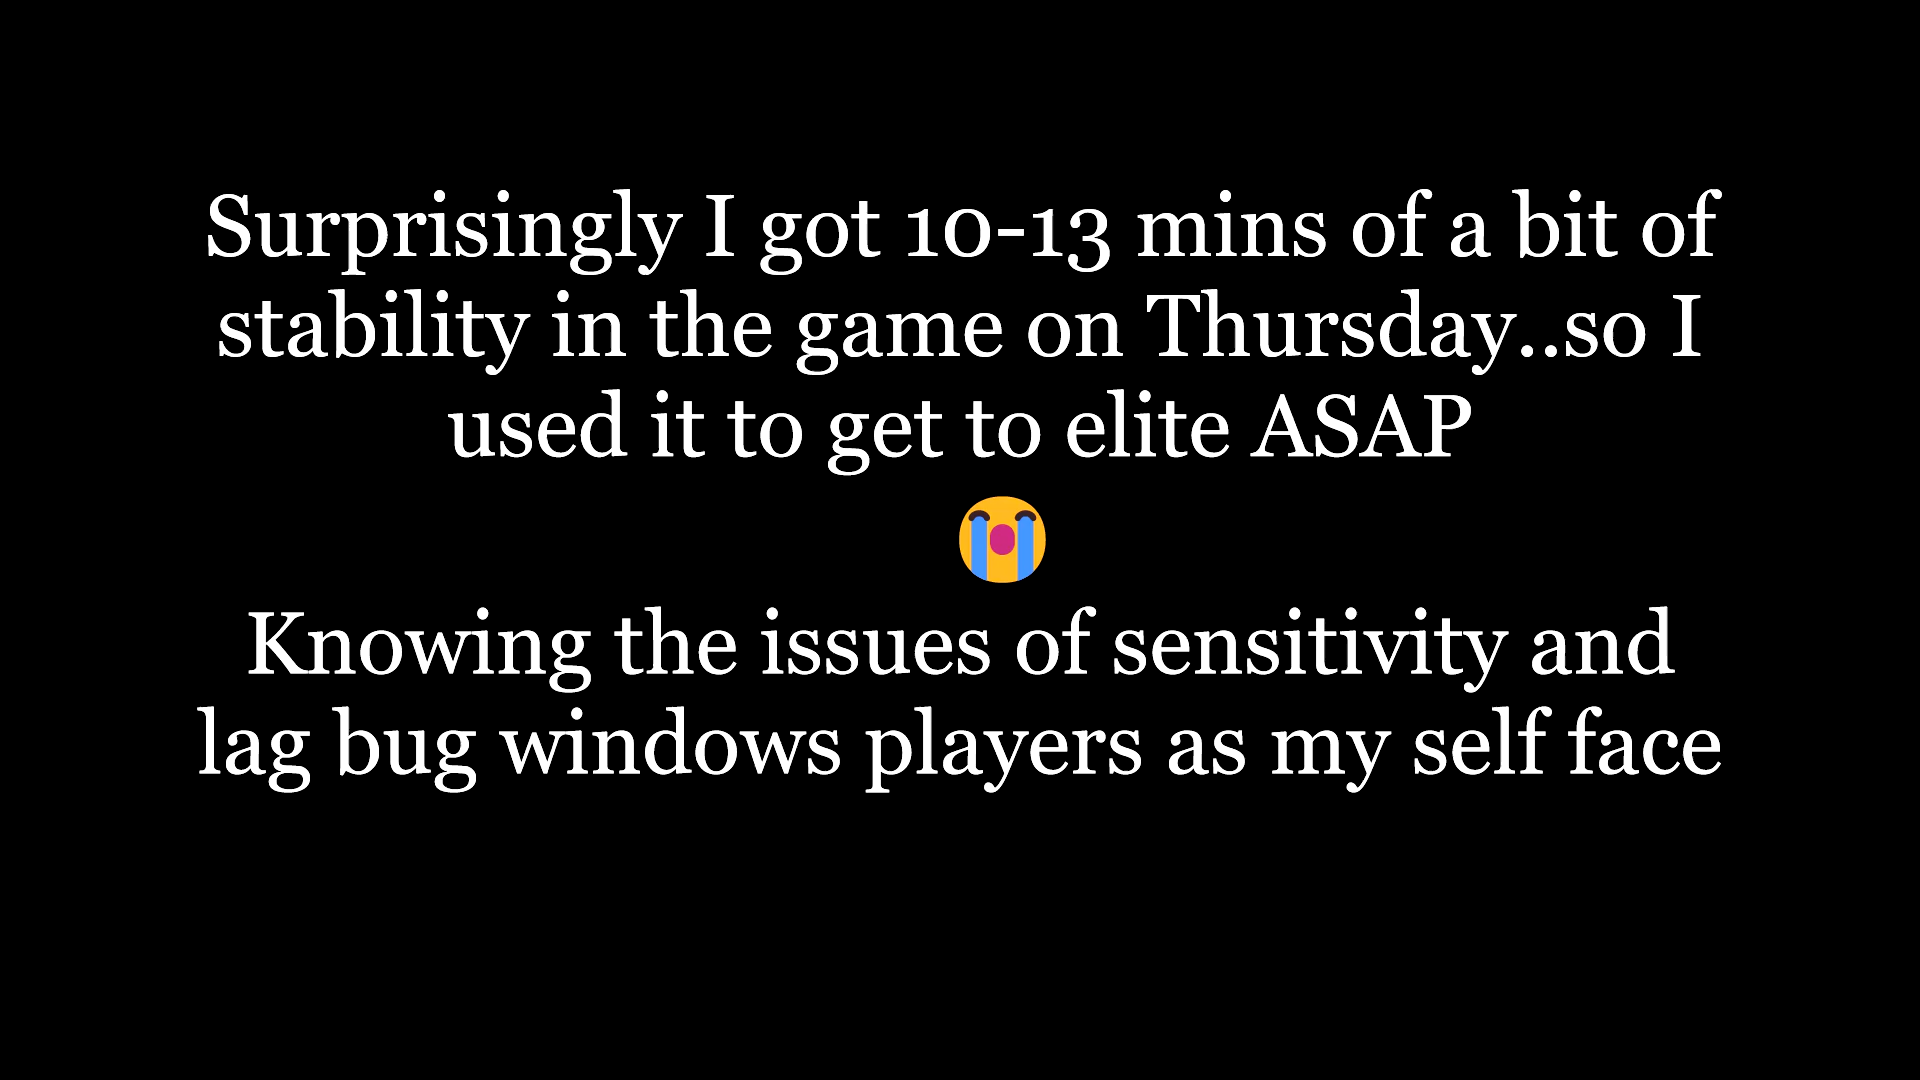 Surprisingly I got 10-13 mins of a bit of
stability in the game on Thursday..so I
used it to get to elite ASAP
😭
Knowing the issues of sensitivity and
lag bug windows players as my self face